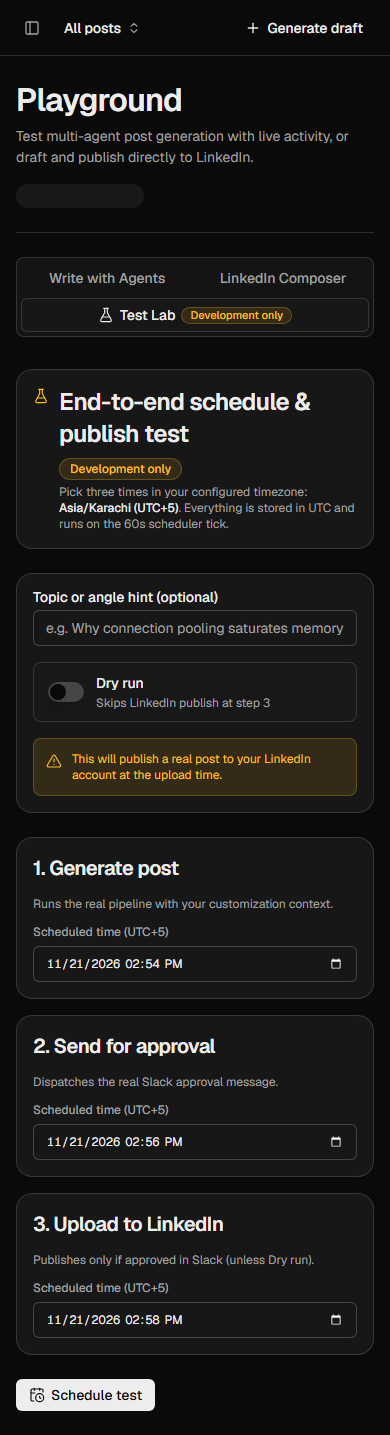 All posts
Generate draft
Playground
Test multi-agent post generation with live activity, or
draft and publish directly to LinkedIn.
Write with Agents
LinkedIn Composer
Test Lab Development only
End-to-end schedule &
publish test
Development only
Pick three times in your configured timezone:
Asia/Karachi (UTC+5). Everything is stored in UTC and
runs on the 60s scheduler tick.
Topic or angle hint (optional)
e.g. Why connection pooling saturates memory
Dry run
Skips LinkedIn publish at step 3
This will publish a real post to your LinkedIn
account at the upload time.
1. Generate post
Runs the real pipeline with your customization context.
Scheduled time (UTC+5)
11/21/2026 02:54 PM
2. Send for approval
Dispatches the real Slack approval message.
Scheduled time (UTC+5)
11/21/2026 02:56 PM
3. Upload to LinkedIn
Publishes only if approved in Slack (unless Dry run).
Scheduled time (UTC+5)
11/21/2026 02:58 PM
Schedule test